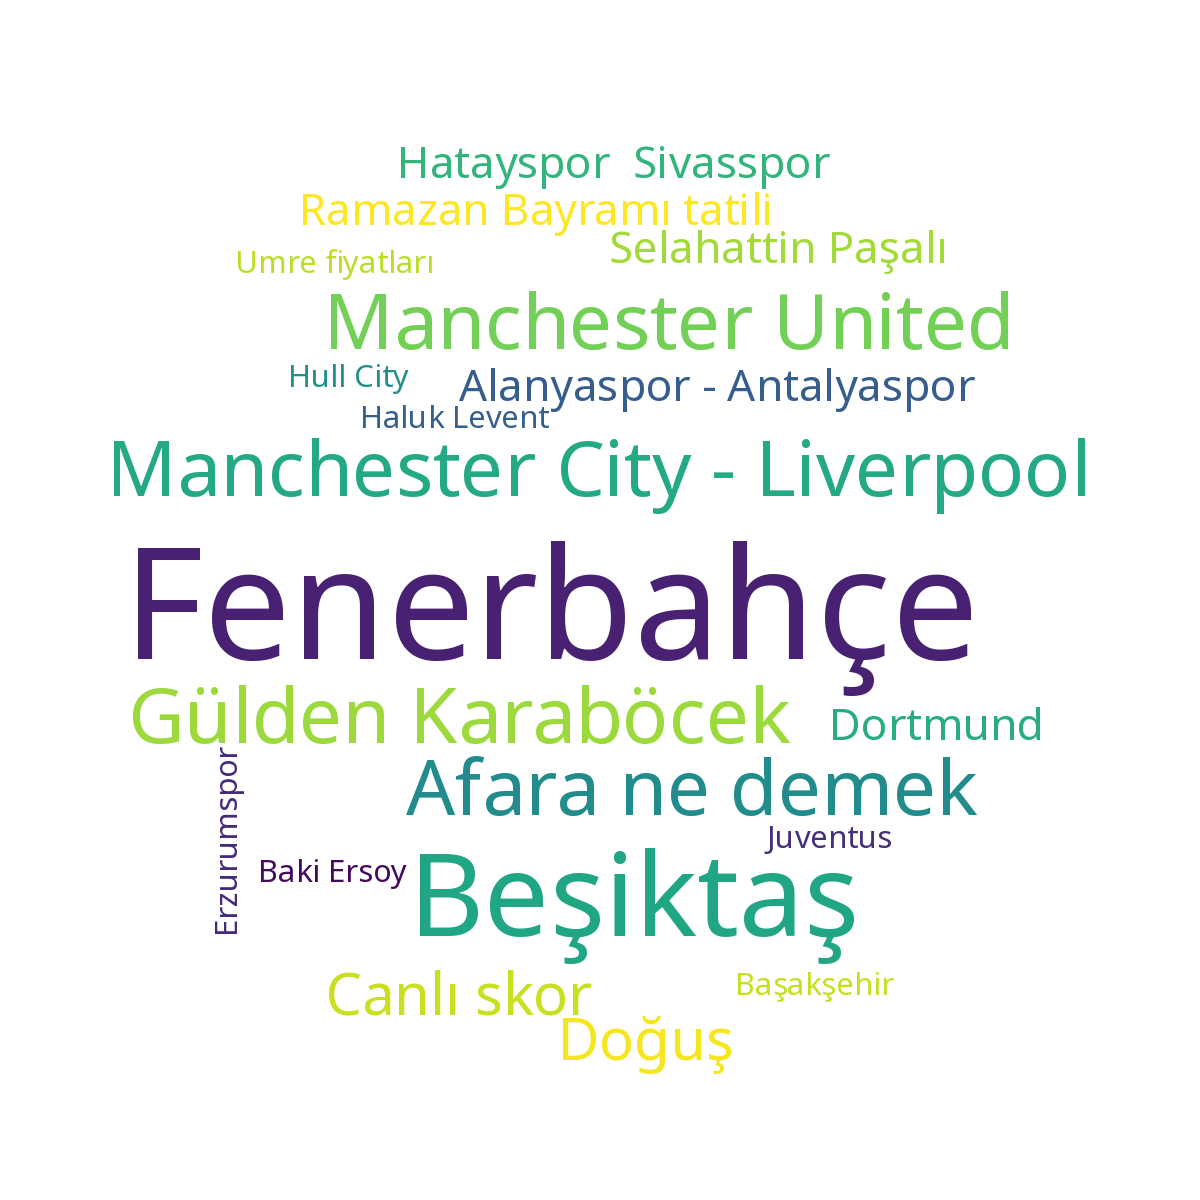 Hatayspor  Sivasspor
Ramazan Bayramı tatili
Selahattin Paşalı
Umre fiyatları
Manchester United
Hull City
Alanyaspor - Antalyaspor
Haluk Levent
Manchester City - Liverpool
Fenerbahçe
Gülden Karaböcek
Dortmund
Afara ne demek
Erzurumspor
Juventus
Baki Ersoy
Beşiktaş
Canlı skor
Başakşehir
Doğuş